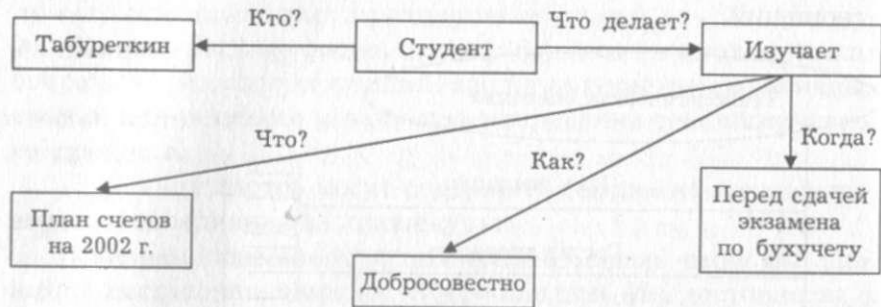 Кто?
Что делает?
Табуреткин
Студент
Изучает
Что?
Как?
Когда?
План счетов
на 2002 г.
Перед сдачей
экзамена
по бухучету
Добросовестно